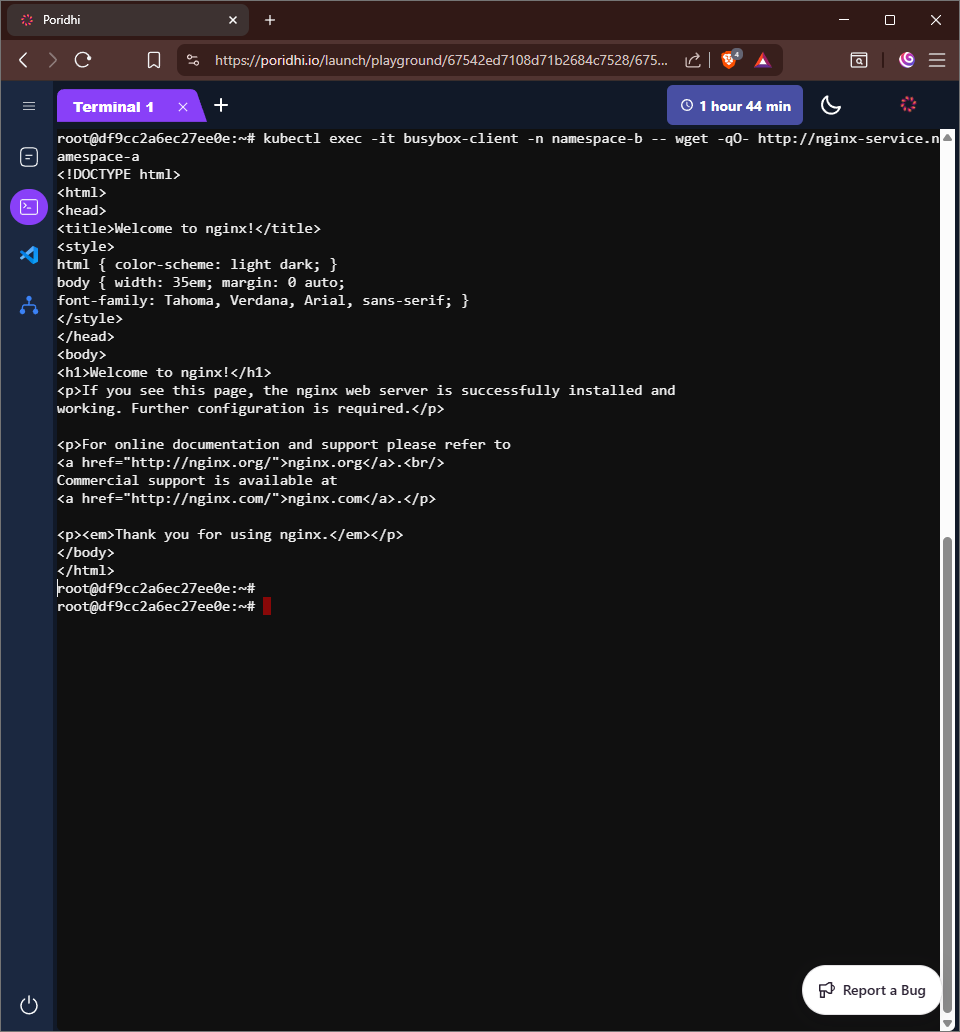 Poridhi
https://poridhi.io/launch/playground/67542ed7108d71b2684c7528/675...
4
Terminal 1
1 hour 44 min
root@df9cc2a6ec27ee0e:~# kubectl exec -it busybox-client -n namespace-b -- wget -qO- http://nginx-service.n
amespace-a
<!DOCTYPE html>
<html>
<head>
<title>Welcome to nginx!</title>
<style>
html { color-scheme: light dark; }
body { width: 35em; margin: 0 auto;
font-family: Tahoma, Verdana, Arial, sans-serif; }
</style>
</head>
<body>
<h1>Welcome to nginx!</h1>
<p>If you see this page, the nginx web server is successfully installed and
working. Further configuration is required.</p>

<p>For online documentation and support please refer to
<a href="http://nginx.org/">nginx.org</a>.<br/>
Commercial support is available at
<a href="http://nginx.com/">nginx.com</a>.</p>

<p><em>Thank you for using nginx.</em></p>
</body>
</html>
root@df9cc2a6ec27ee0e:~#
root@df9cc2a6ec27ee0e:~#
Report a Bug